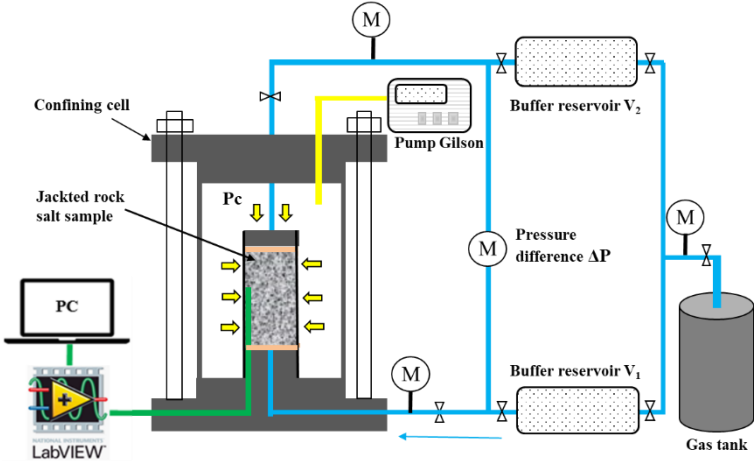 M
Confining cell
Buffer reservoir V₂
Pump Gilson
Jackted rock
salt sample
Pc
M
M
Pressure
difference ΔP
PC
M
Buffer reservoir V₁
NATIONAL INSTRUMENTS
LabVIEW™
Gas tank